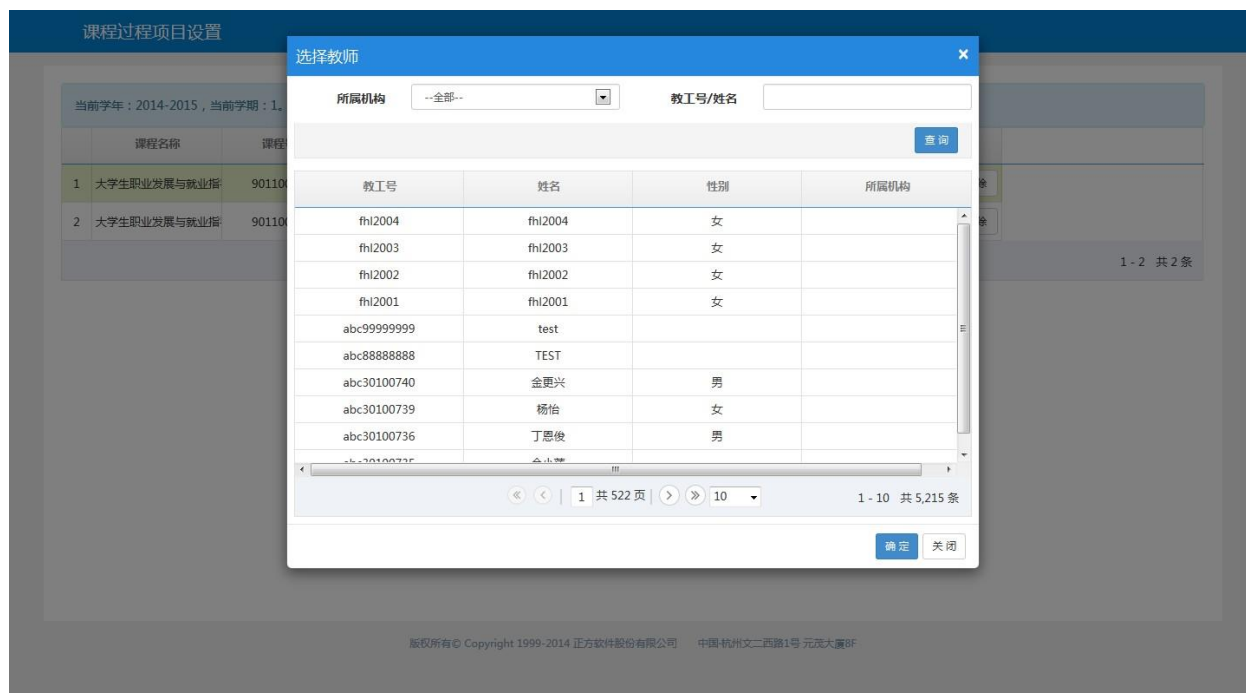 课程过程项目设置
选择教师
×
所属机构 --全部-- 教工号/姓名
当前学年：2014-2015，当前学期：1。
查 询
课程名称 课程
教工号 姓名 性别 所属机构
1 大学生职业发展与就业指 90110
2 大学生职业发展与就业指 90110
fhl2004 fhl2004 女
fhl2003 fhl2003 女
fhl2002 fhl2002 女
fhl2001 fhl2001 女
abc99999999 test
abc88888888 TEST
abc30100740 金更兴 男
abc30100739 杨怡 女
abc30100736 丁恩俊 男
1 - 2 共 2 条
1 共 522 页 10 1 - 10 共 5,215 条
确 定 关 闭
版权所有© Copyright 1999-2014 正方软件股份有限公司 中国·杭州文二西路1号 元茂大厦8F